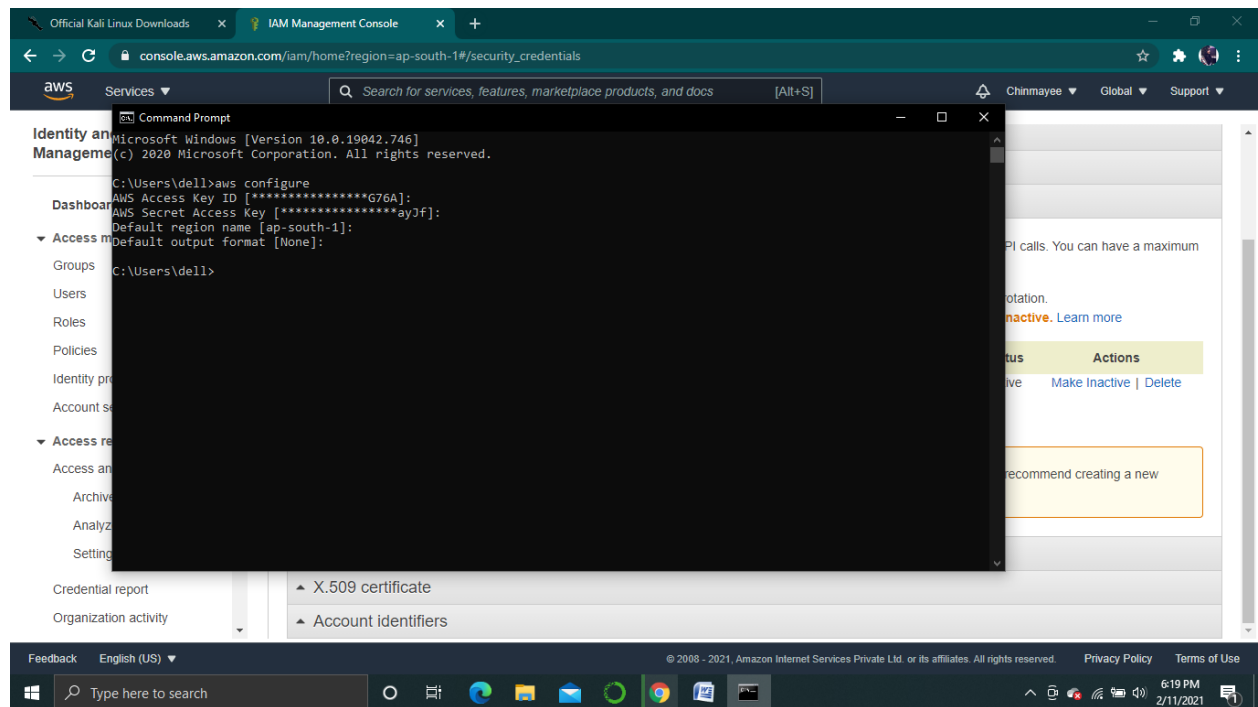 Official Kali Linux Downloads
IAM Management Console
console.aws.amazon.com/iam/home?region=ap-south-1#/security_credentials
aws
Services
Search for services, features, marketplace products, and docs [Alt+S]
Chinmayee
Global
Support
Identity an
Manageme
Dashboar
Access m
Groups
Users
Roles
Policies
Identity pro
Account se
Access re
Access an
Archive
Analyz
Setting
Credential report
Organization activity
Command Prompt
Microsoft Windows [Version 10.0.19042.746]
(c) 2020 Microsoft Corporation. All rights reserved.
C:\Users\dell>aws configure
AWS Access Key ID [****************G76A]:
AWS Secret Access Key [****************ayJf]:
Default region name [ap-south-1]:
Default output format [None]:
C:\Users\dell>
PI calls. You can have a maximum
otation.
nactive. Learn more
tus Actions
ive Make Inactive | Delete
recommend creating a new
X.509 certificate
Account identifiers
Feedback
English (US)
© 2008 - 2021, Amazon Internet Services Private Ltd. or its affiliates. All rights reserved.
Privacy Policy
Terms of Use
Type here to search
6:19 PM
2/11/2021
1